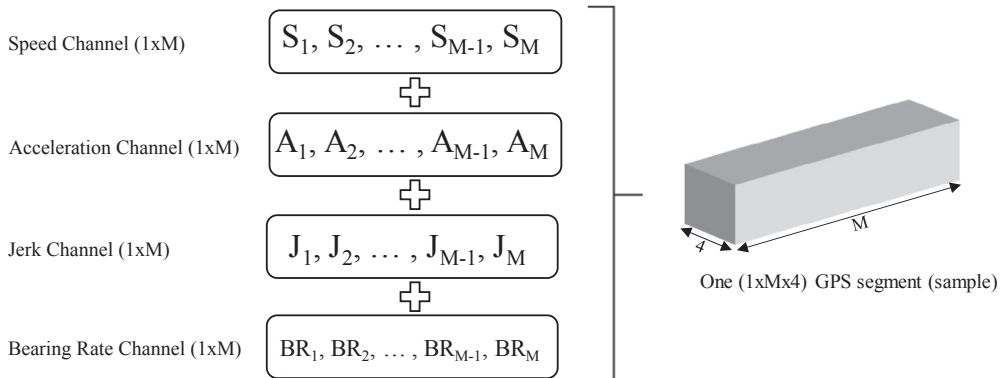 Speed Channel (1xM)
S1, S2, … , SM-1, SM
Acceleration Channel (1xM)
A1, A2, … , AM-1, AM
Jerk Channel (1xM)
J1, J2, … , JM-1, JM
Bearing Rate Channel (1xM)
BR1, BR2, … , BRM-1, BRM
4
M
One (1xMx4) GPS segment (sample)